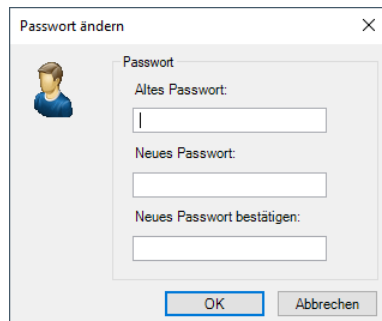 Passwort ändern
Passwort
Altes Passwort:
Neues Passwort:
Neues Passwort bestätigen:
OK
Abbrechen